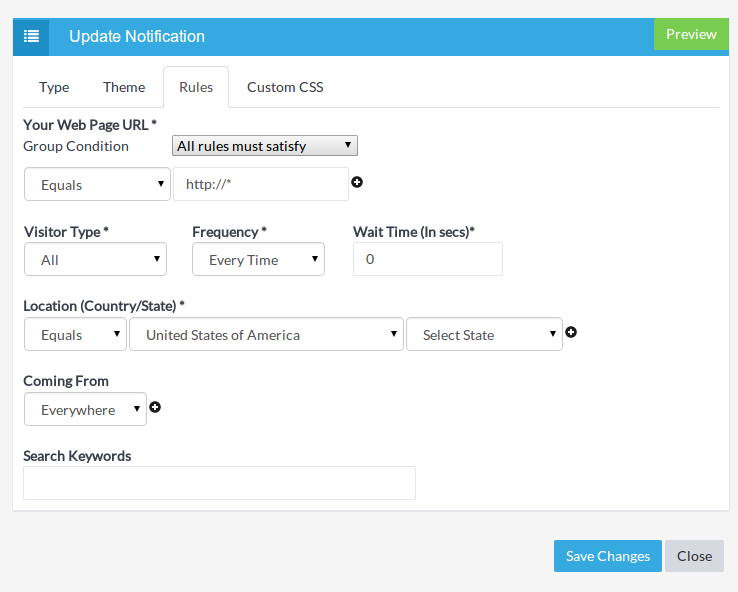 Update Notification
Preview
Type Theme Rules Custom CSS
Your Web Page URL *
Group Condition All rules must satisfy
Equals http://*
Visitor Type * Frequency * Wait Time (In secs)*
All Every Time 0
Location (Country/State) *
Equals United States of America Select State
Coming From
Everywhere
Search Keywords
Save Changes Close